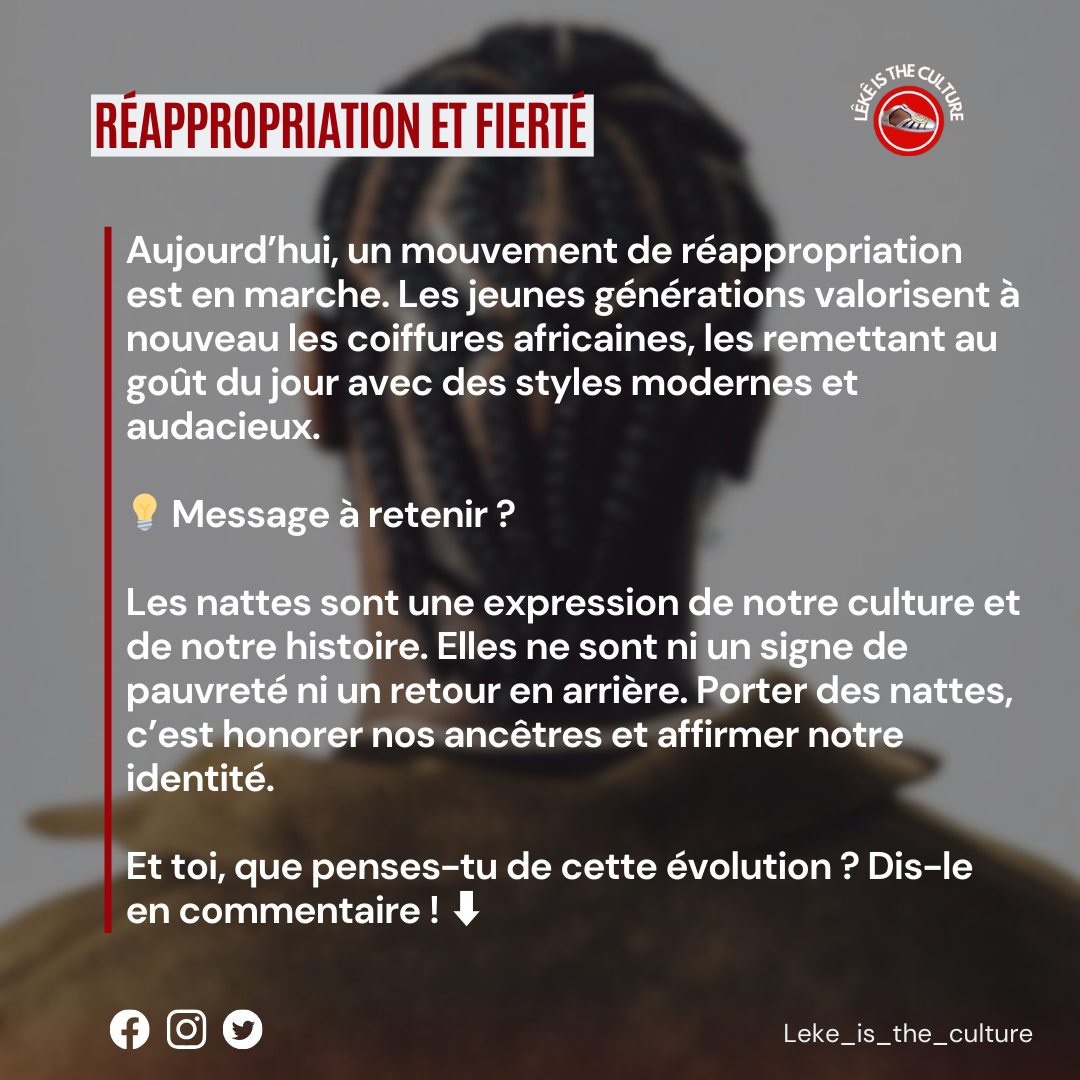 LÊKÊ IS THE CULTURE
RÉAPPROPRIATION ET FIERTÉ
Aujourd’hui, un mouvement de réappropriation
est en marche. Les jeunes générations valorisent à
nouveau les coiffures africaines, les remettant au
goût du jour avec des styles modernes et
audacieux.
💡 Message à retenir ?
Les nattes sont une expression de notre culture et
de notre histoire. Elles ne sont ni un signe de
pauvreté ni un retour en arrière. Porter des nattes,
c’est honorer nos ancêtres et affirmer notre
identité.
Et toi, que penses-tu de cette évolution ? Dis-le
en commentaire ! ⬇
Leke_is_the_culture